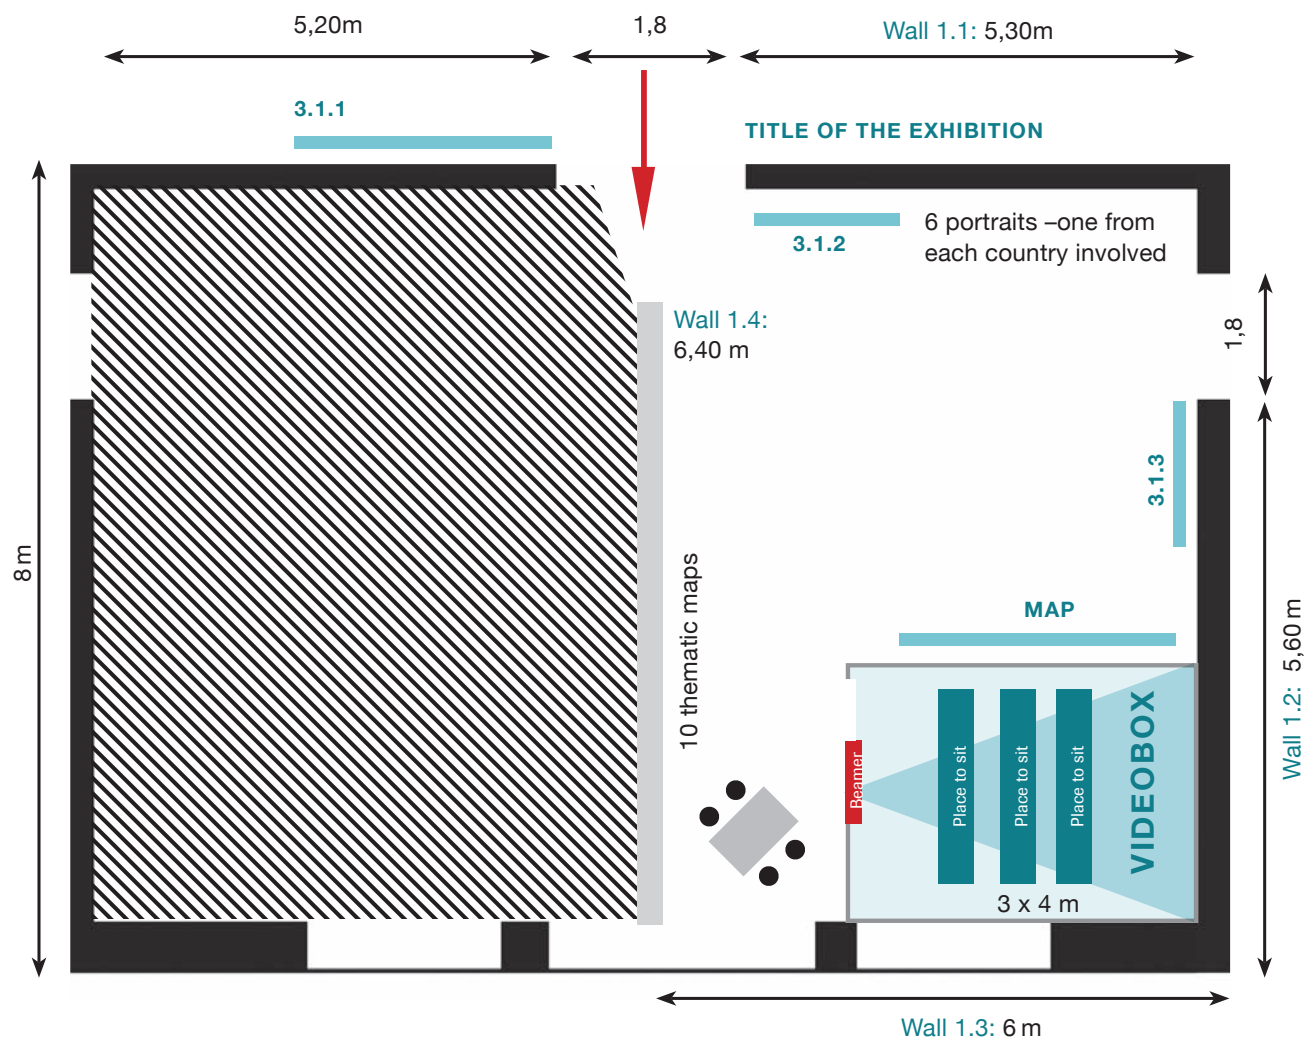 5,20m
1,8
Wall 1.1: 5,30m
3.1.1
TITLE OF THE EXHIBITION
3.1.2
6 portraits –one from
each country involved
Wall 1.4:
6,40 m
1,8
8 m
3.1.3
10 thematic maps
MAP
Wall 1.2: 5,60 m
Beamer
Place to sit
Place to sit
Place to sit
VIDEOBOX
3 x 4 m
Wall 1.3: 6 m